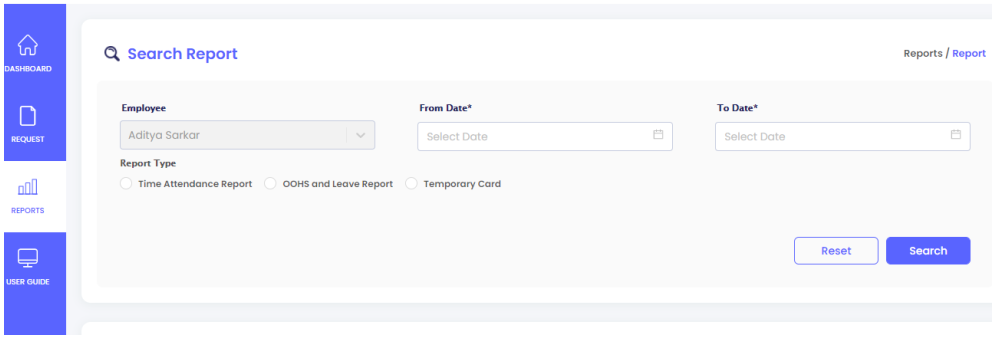 DASHBOARD
REQUEST
REPORTS
USER GUIDE
Search Report
Reports / Report
Employee
From Date*
To Date*
Aditya Sarkar
Select Date
Select Date
Report Type
Time Attendance Report
OOHS and Leave Report
Temporary Card
Reset
Search